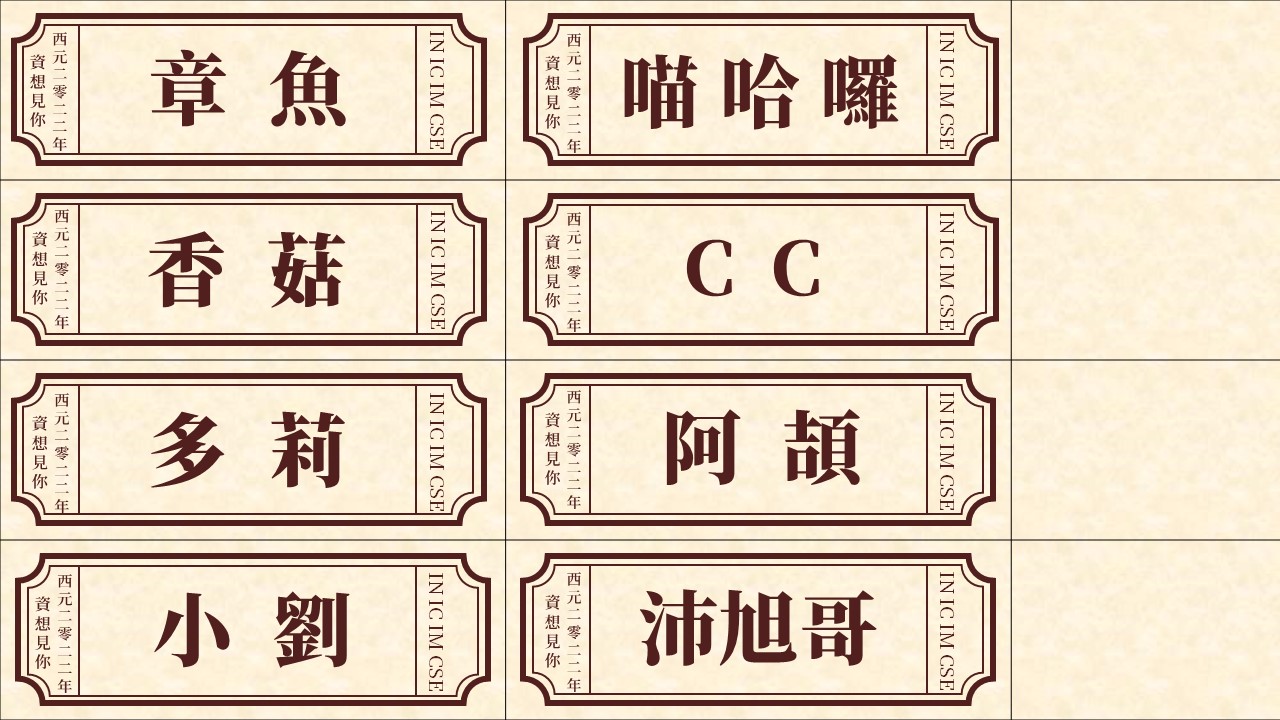 西元二零二二年
資想見你
章魚
IN IC IM CSE
西元二零二二年
資想見你
喵哈囉
IN IC IM CSE
西元二零二二年
資想見你
香菇
IN IC IM CSE
西元二零二二年
資想見你
C C
IN IC IM CSE
西元二零二二年
資想見你
多莉
IN IC IM CSE
西元二零二二年
資想見你
阿頡
IN IC IM CSE
西元二零二二年
資想見你
小劉
IN IC IM CSE
西元二零二二年
資想見你
沛旭哥
IN IC IM CSE